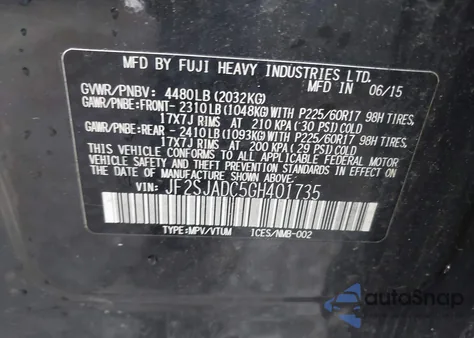 MFD BY FUJI HEAVY INDUSTRIES LTD.
IN 06/15
GVWR/PNBV: 4480LB(2032KG)
GAWR/PNBE:FRONT- 2310LB(1048KG)WITH P225/60R17 98H TIRES,
17X7J RIMS AT 210 KPA(30 PSI)COLD
GAWR/PNBE:REAR - 2410LB(1093KG)WITH P225/60R17 98H TIRES,
17X7J RIMS AT 200 KPA(29 PSI)COLD
THIS VEHICLE CONFORMS TO ALL APPLICABLE FEDERAL MOTOR
VEHICLE SAFETY, BUMPER, AND THEFT PREVENTION STANDARDS
IN EFFECT ON THE DATE OF MANUFACTURE SHOWN ABOVE.
VIN: JF2SJADC5GH401735
TYPE:MPV/VTUM ICES/NMB-002
autoSnap